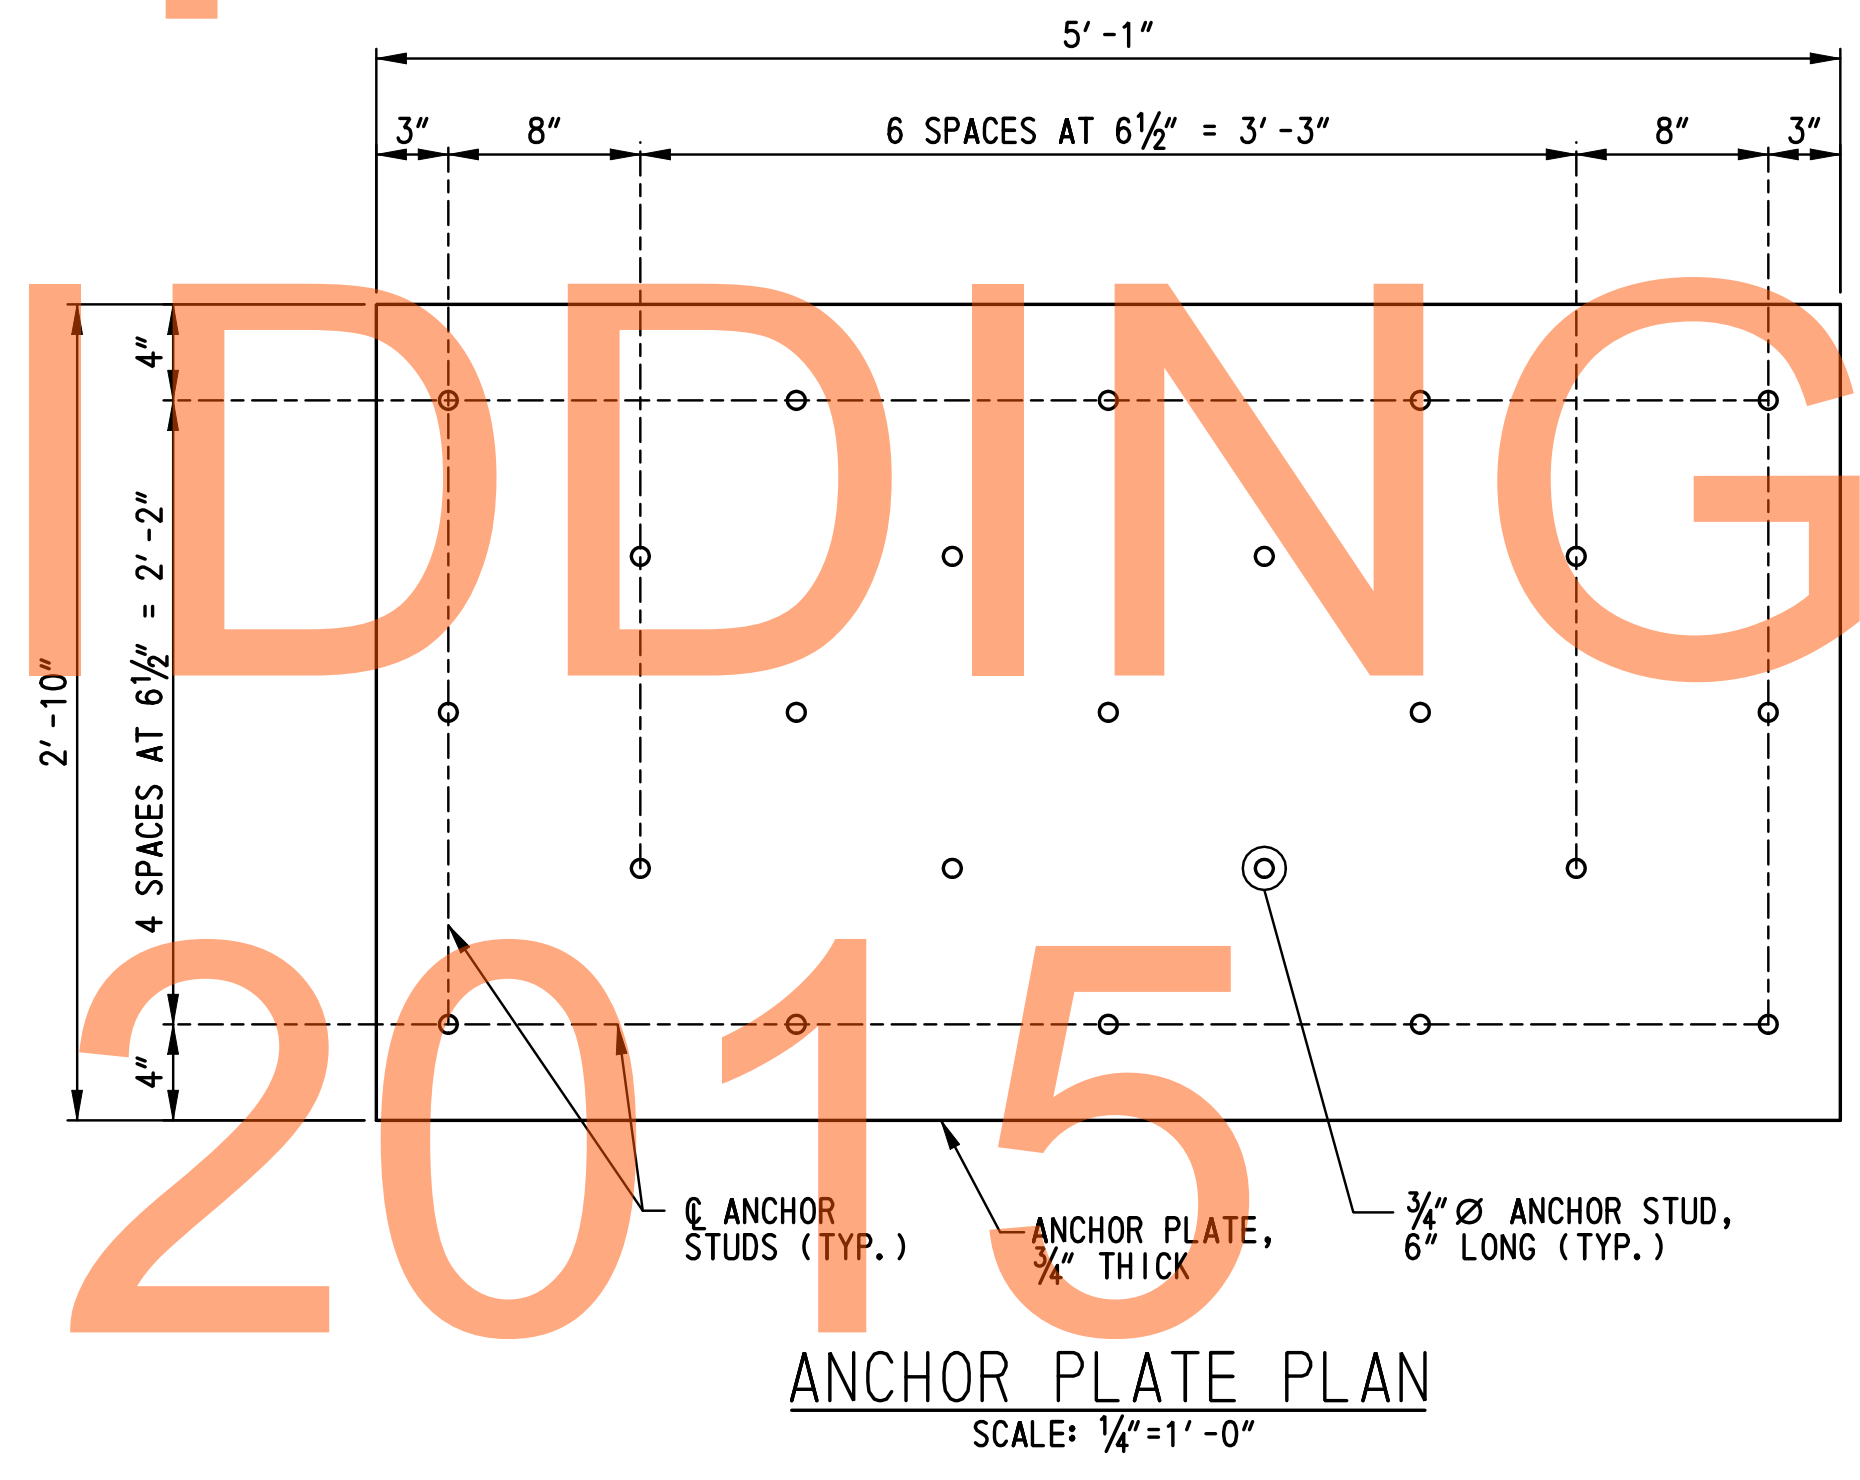 5'-1"
3" 8" 6 SPACES AT 6½" = 3'-3" 8" 3"
4"
4 SPACES AT 6½" = 2'-2"
2'-10"
4"
IDDING
2015
℄ ANCHOR
STUDS (TYP.)
ANCHOR PLATE,
¾" THICK
¾" Ø ANCHOR STUD,
6" LONG (TYP.)
ANCHOR PLATE PLAN
SCALE: ¼"=1'-0"